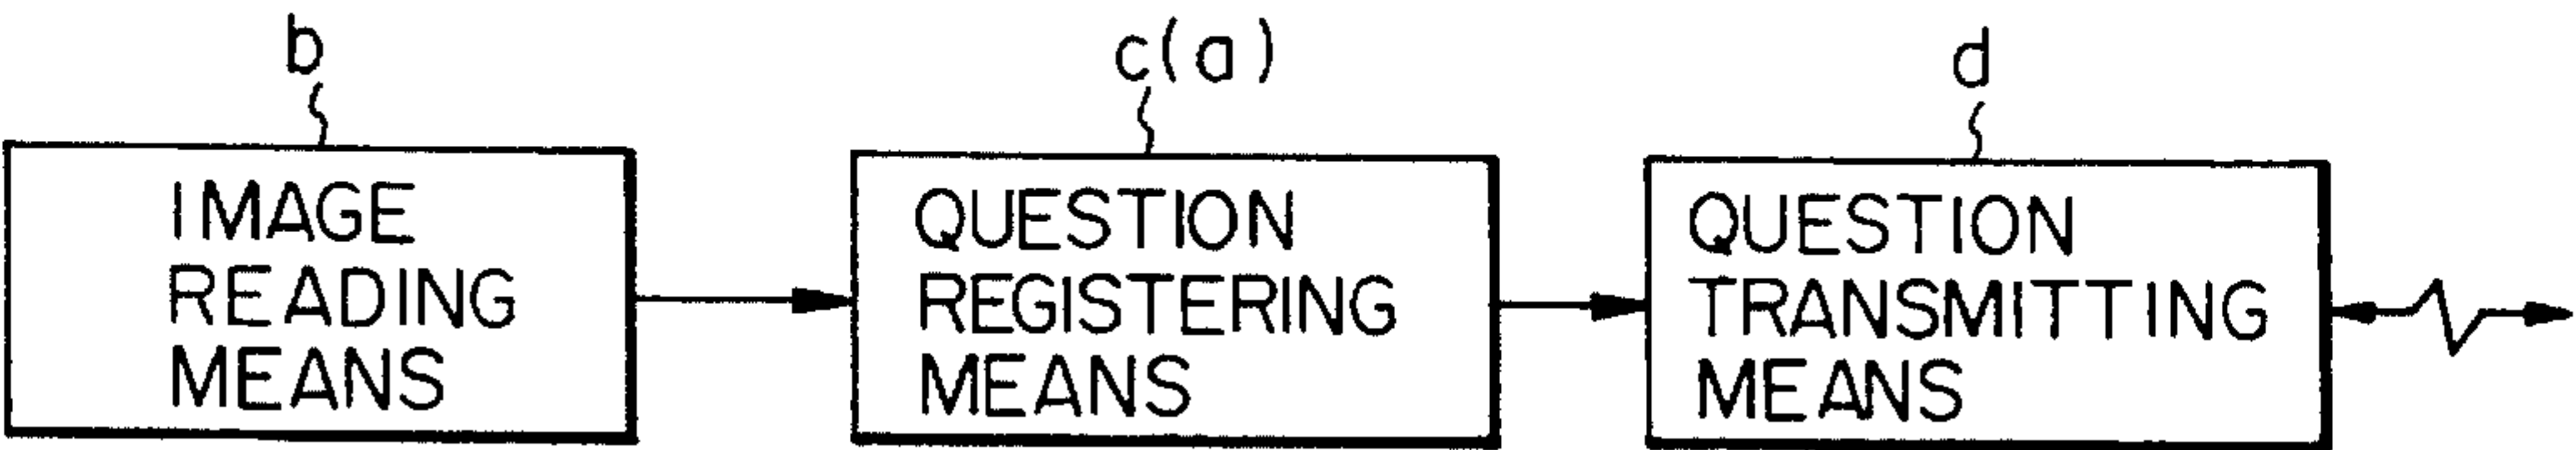 b
c(a)
d
IMAGE
READING
MEANS
QUESTION
REGISTERING
MEANS
QUESTION
TRANSMITTING
MEANS